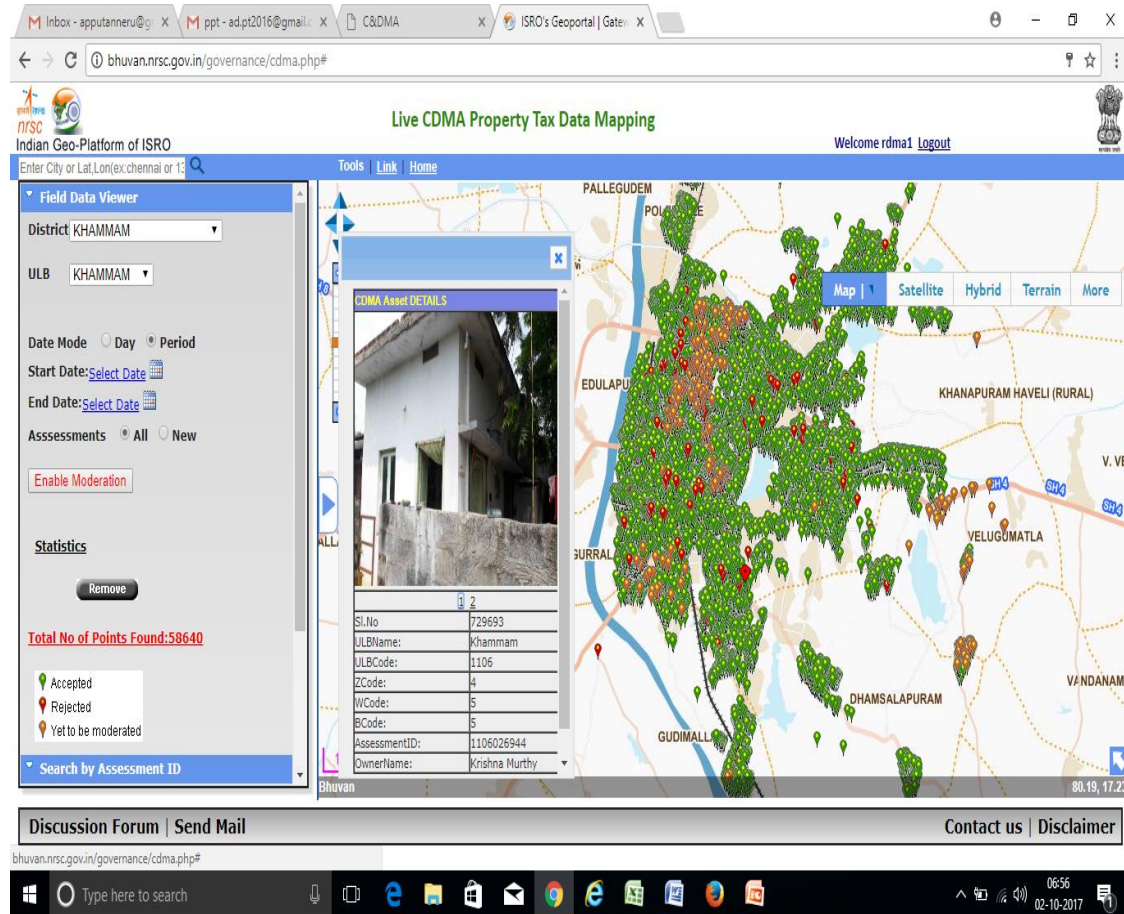 Inbox - apputanneru@g
ppt - ad.pt2016@gmail.c
C&DMA
ISRO's Geoportal | Gatew
bhuvan.nrsc.gov.in/governance/cdma.php#
nrsc
Indian Geo-Platform of ISRO
Live CDMA Property Tax Data Mapping
Welcome rdma1 Logout
Enter City or Lat,Lon(ex:chennai or 13
Tools | Link | Home
Field Data Viewer
District KHAMMAM
ULB KHAMMAM
Date Mode Day Period
Start Date:Select Date
End Date:Select Date
Asssessments All New
Enable Moderation
Statistics
Remove
Total No of Points Found:58640
Accepted
Rejected
Yet to be moderated
Search by Assessment ID
CDMA Asset DETAILS
1 2
Sl.No 729693
ULBName: Khammam
ULBCode: 1106
ZCode: 4
WCode: 5
BCode: 5
AssessmentID: 1106026944
OwnerName: Krishna Murthy
PALLEGUDEM
Map | Satellite Hybrid Terrain More
EDULAPU
KHANAPURAM HAVELI (RURAL)
V. VE
SH4 SH4
SH4
VELUGUMATLA
GURRAL
VANDANAM
DHAMSALAPURAM
GUDIMALL
Bhuvan
80.19, 17.23
Discussion Forum | Send Mail
Contact us | Disclaimer
bhuvan.nrsc.gov.in/governance/cdma.php#
Type here to search
06:56
02-10-2017